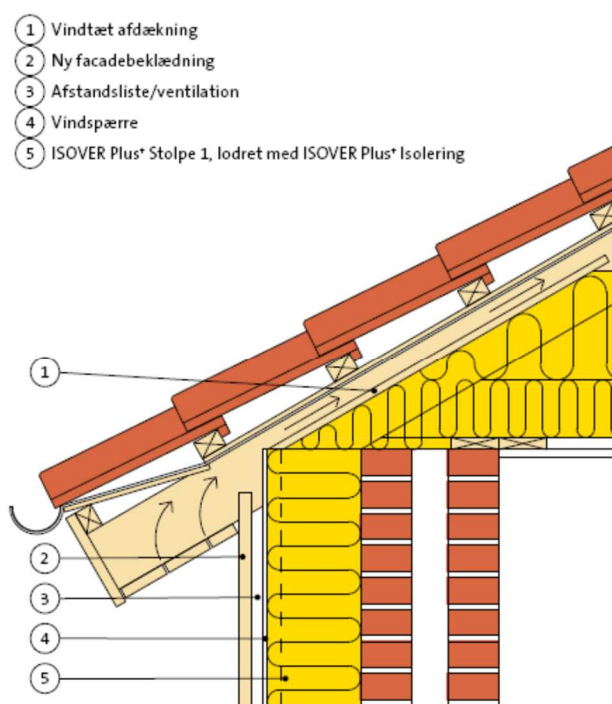 1 Vindtæt afdækning
2 Ny facadebeklædning
3 Afstandsliste/ventilation
4 Vindspærre
5 ISOVER Plus⁺ Stolpe 1, lodret med ISOVER Plus⁺ Isolering
1
2
3
4
5